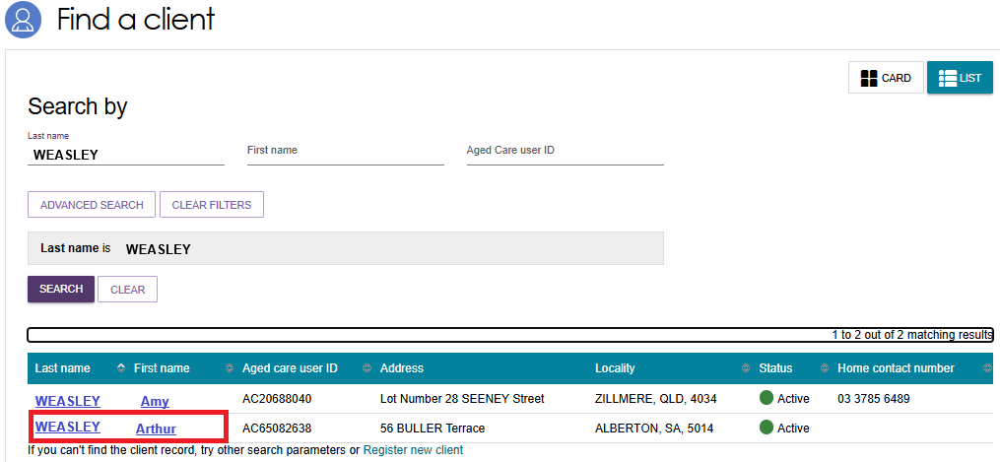 Find a client
CARD LIST
Search by
Last name
WEASLEY First name Aged Care user ID
ADVANCED SEARCH CLEAR FILTERS
Last name is WEASLEY
SEARCH CLEAR
1 to 2 out of 2 matching results
Last name First name Aged care user ID Address Locality Status Home contact number
WEASLEY Amy AC20688040 Lot Number 28 SEENEY Street ZILLMERE, QLD, 4034 Active 03 3785 6489
WEASLEY Arthur AC65082638 56 BULLER Terrace ALBERTON, SA, 5014 Active
If you can't find the client record, try other search parameters or Register new client